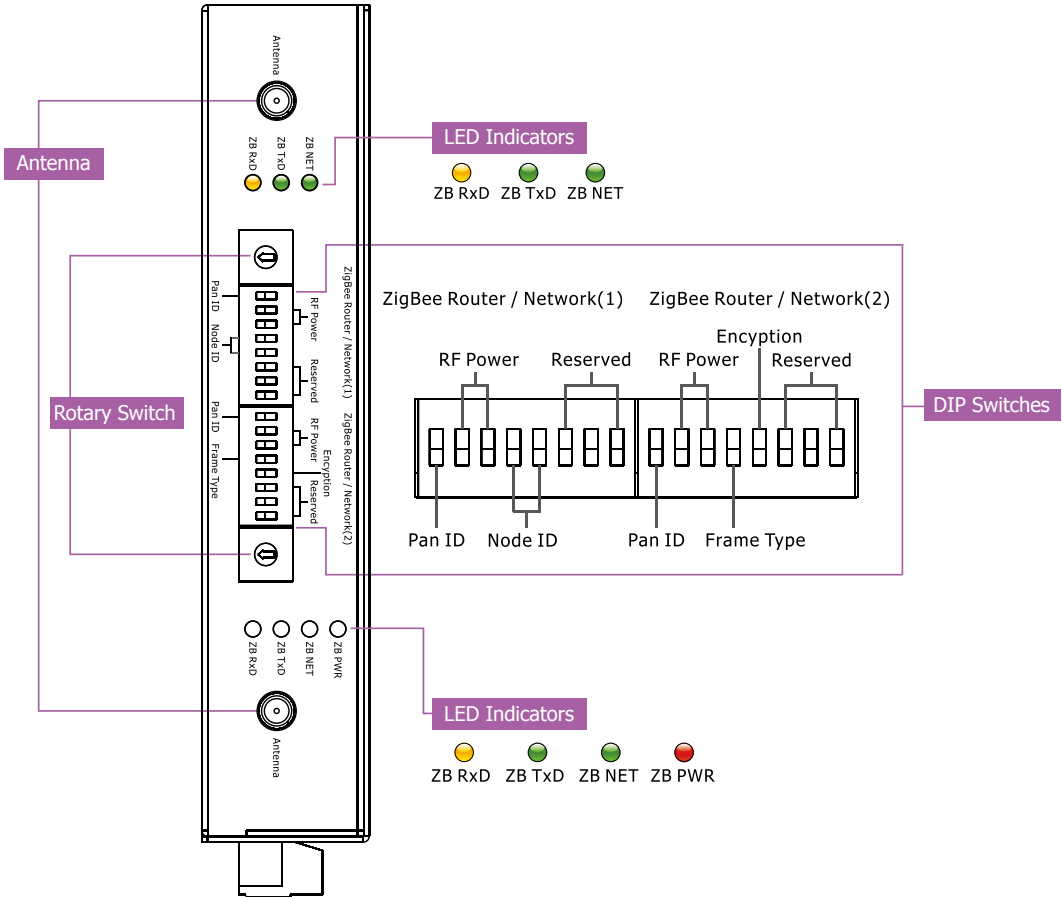 Antenna
Antenna
ZB RxD
ZB TxD
ZB NET
LED Indicators
ZB RxD ZB TxD ZB NET
Rotary Switch
Pan ID
Node ID
RF Power
Reserved
ZigBee Router / Network(1)
Pan ID
Frame Type
RF Power
Encyption
Reserved
ZigBee Router / Network(2)
ZigBee Router / Network(1) ZigBee Router / Network(2)
Encyption
RF Power Reserved RF Power Reserved
Pan ID Node ID Pan ID Frame Type
DIP Switches
ZB RxD
ZB TxD
ZB NET
ZB PWR
Antenna
LED Indicators
ZB RxD ZB TxD ZB NET ZB PWR